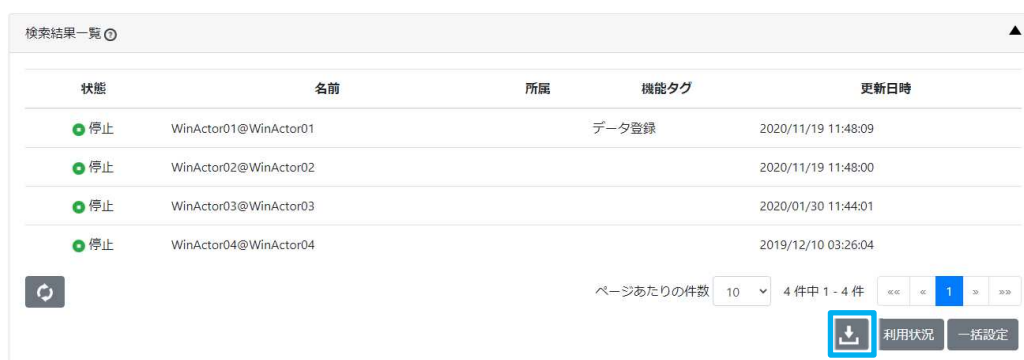 検索結果一覧
状態 名前 所属 機能タグ 更新日時
停止 WinActor01@WinActor01 データ登録 2020/11/19 11:48:09
停止 WinActor02@WinActor02 2020/11/19 11:48:00
停止 WinActor03@WinActor03 2020/01/30 11:44:01
停止 WinActor04@WinActor04 2019/12/10 03:26:04
ページあたりの件数 10 4 件中 1 - 4 件 «« « 1 » »»
利用状況 一括設定